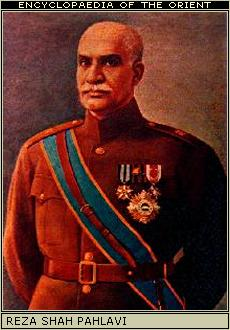 ENCYCLOPAEDIA OF THE ORIENT
REZA SHAH PAHLAVI